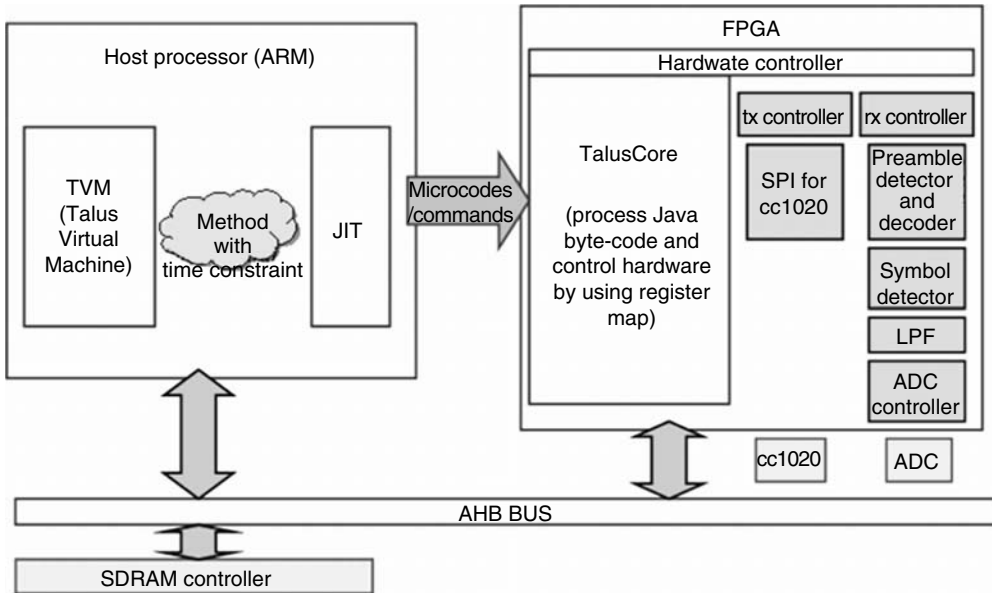 Host processor (ARM)
TVM
(Talus
Virtual
Machine)
Method
with
time constraint
JIT
Microcodes
/commands
FPGA
Hardwate controller
TalusCore
(process Java
byte-code and
control hardware
by using register
map)
tx controller
SPI for
cc1020
rx controller
Preamble
detector
and
decoder
Symbol
detector
LPF
ADC
controller
cc1020
ADC
AHB BUS
SDRAM controller